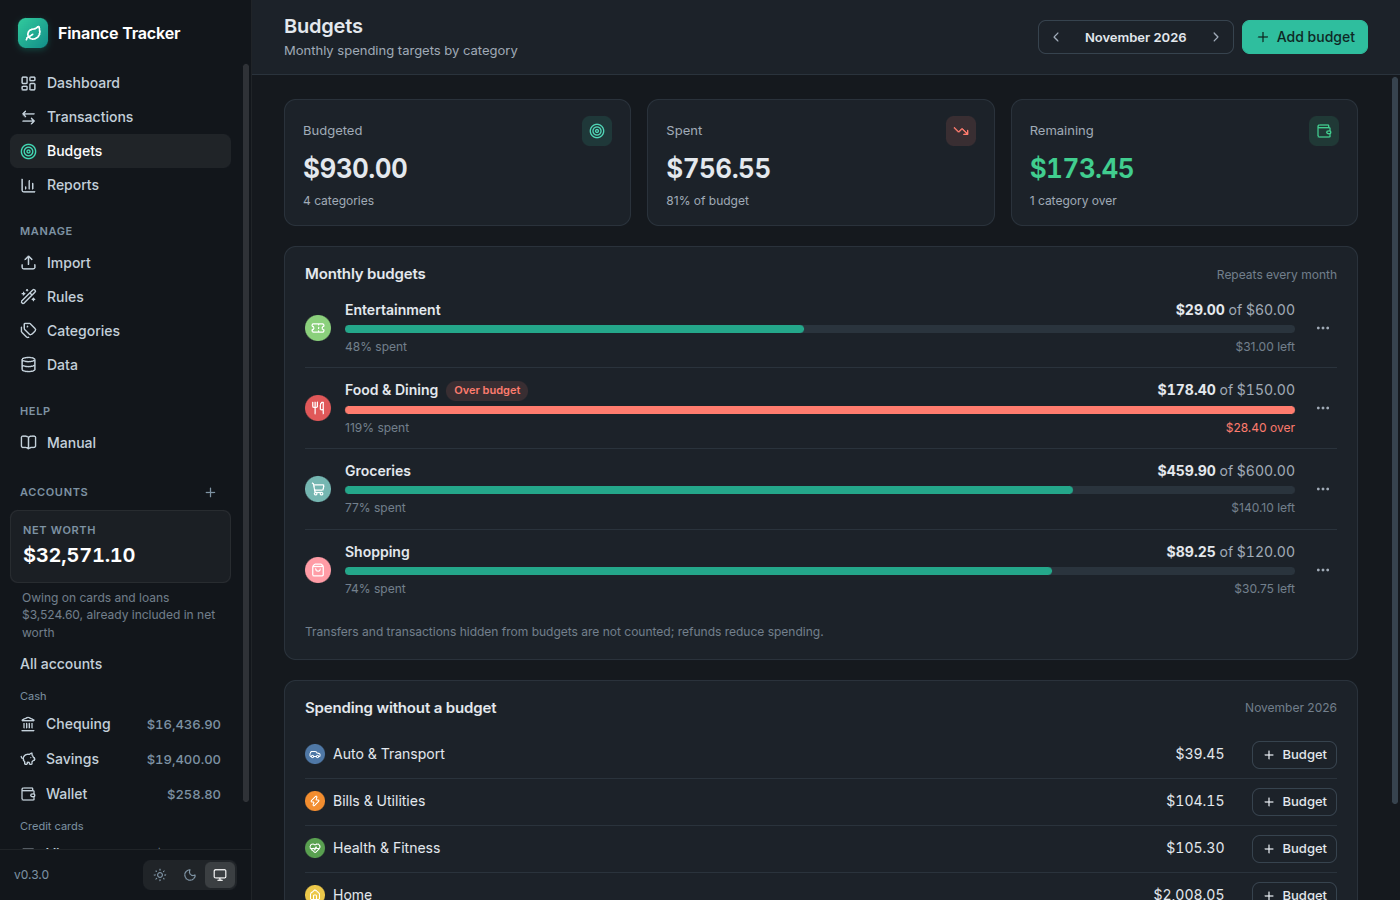 Finance Tracker
Dashboard
Transactions
Budgets
Reports
MANAGE
Import
Rules
Categories
Data
HELP
Manual
ACCOUNTS
NET WORTH
$32,571.10
Owing on cards and loans
$3,524.60, already included in net
worth
All accounts
Cash
Chequing $16,436.90
Savings $19,400.00
Wallet $258.80
Credit cards
v0.3.0
Budgets
Monthly spending targets by category
November 2026
Add budget
Budgeted
$930.00
4 categories
Spent
$756.55
81% of budget
Remaining
$173.45
1 category over
Monthly budgets
Repeats every month
Entertainment
$29.00 of $60.00
48% spent
$31.00 left
Food & Dining
Over budget
$178.40 of $150.00
119% spent
$28.40 over
Groceries
$459.90 of $600.00
77% spent
$140.10 left
Shopping
$89.25 of $120.00
74% spent
$30.75 left
Transfers and transactions hidden from budgets are not counted; refunds reduce spending.
Spending without a budget
November 2026
Auto & Transport $39.45 Budget
Bills & Utilities $104.15 Budget
Health & Fitness $105.30 Budget
Home $2,008.05 Budget